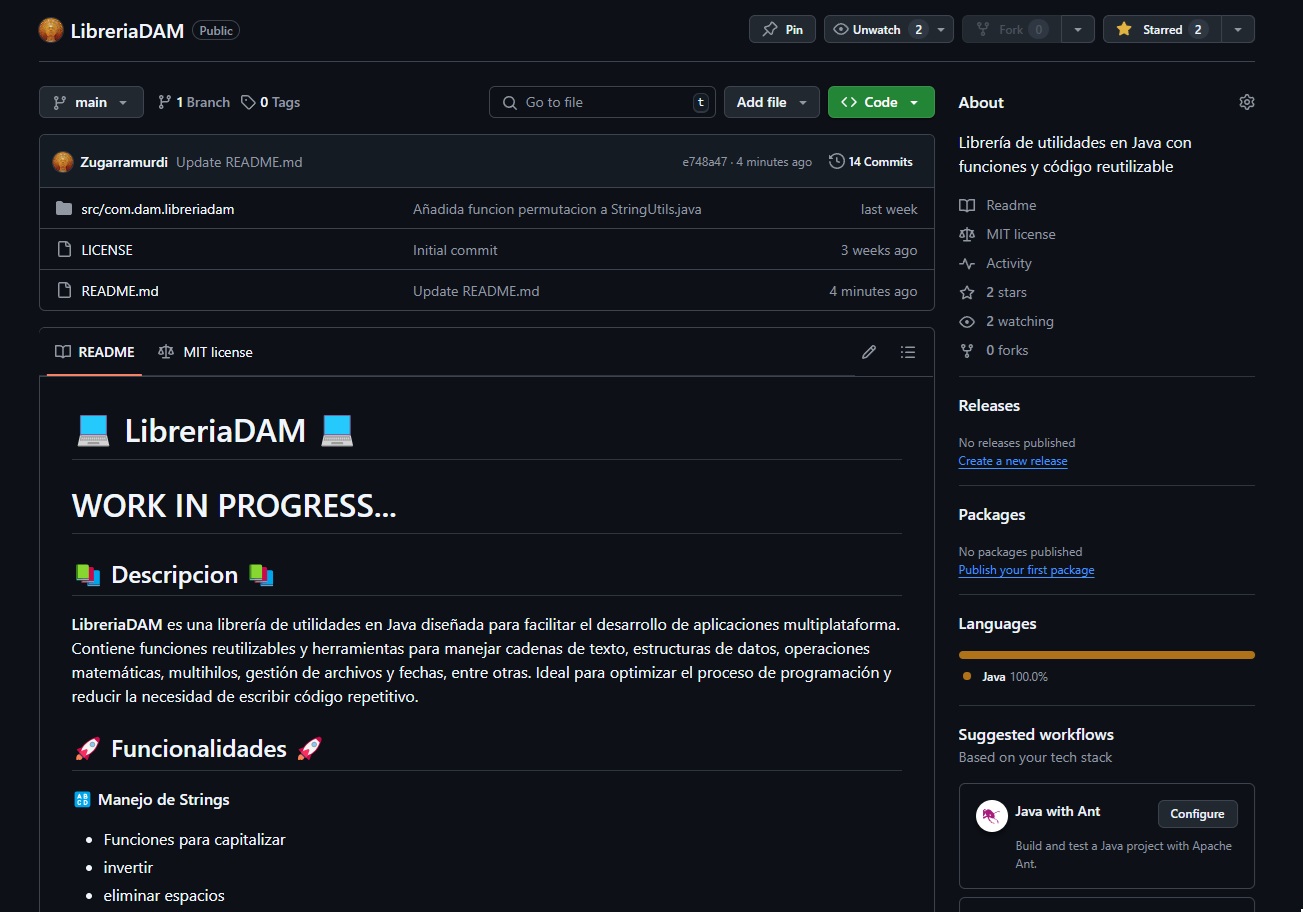 LibreriaDAM Public
Pin
Unwatch 2
Fork 0
Starred 2
main
1 Branch
0 Tags
Go to file t
Add file
Code
Zugarramurdi Update README.md e748a47 · 4 minutes ago 14 Commits
src/com.dam.libreriadam Añadida funcion permutacion a StringUtils.java last week
LICENSE Initial commit 3 weeks ago
README.md Update README.md 4 minutes ago
README MIT license
LibreriaDAM
WORK IN PROGRESS...
Descripcion
LibreriaDAM es una librería de utilidades en Java diseñada para facilitar el desarrollo de aplicaciones multiplataforma.
Contiene funciones reutilizables y herramientas para manejar cadenas de texto, estructuras de datos, operaciones
matemáticas, multihilos, gestión de archivos y fechas, entre otras. Ideal para optimizar el proceso de programación y
reducir la necesidad de escribir código repetitivo.
Funcionalidades
Manejo de Strings
Funciones para capitalizar
invertir
eliminar espacios
About
Librería de utilidades en Java con
funciones y código reutilizable
Readme
MIT license
Activity
2 stars
2 watching
0 forks
Releases
No releases published
Create a new release
Packages
No packages published
Publish your first package
Languages
Java 100.0%
Suggested workflows
Based on your tech stack
Java with Ant
Configure
Build and test a Java project with Apache
Ant.